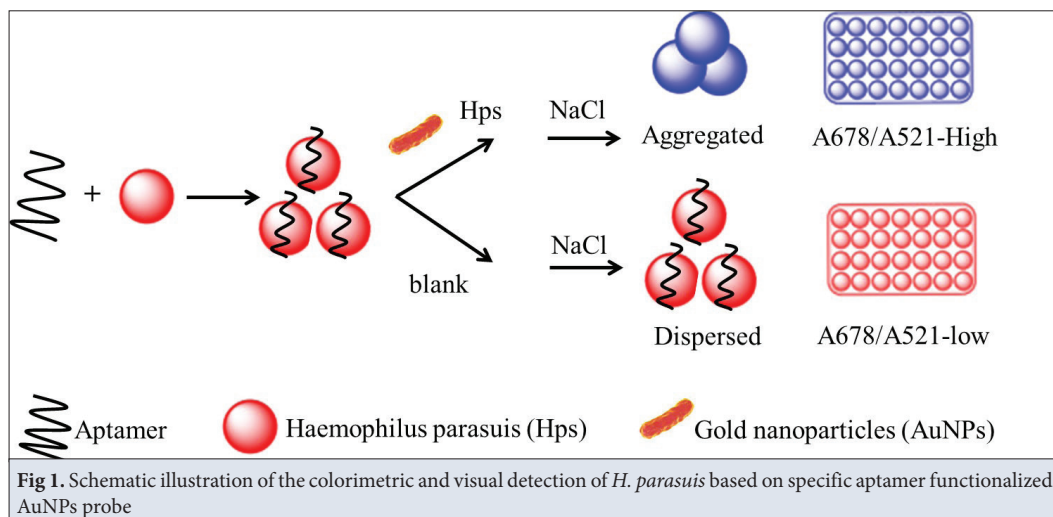 Hps
NaCl
Aggregated
A678/A521-High
+
blank
NaCl
Dispersed
A678/A521-low
Aptamer
Haemophilus parasuis (Hps)
Gold nanoparticles (AuNPs)
Fig 1. Schematic illustration of the colorimetric and visual detection of H. parasuis based on specific aptamer functionalized
AuNPs probe